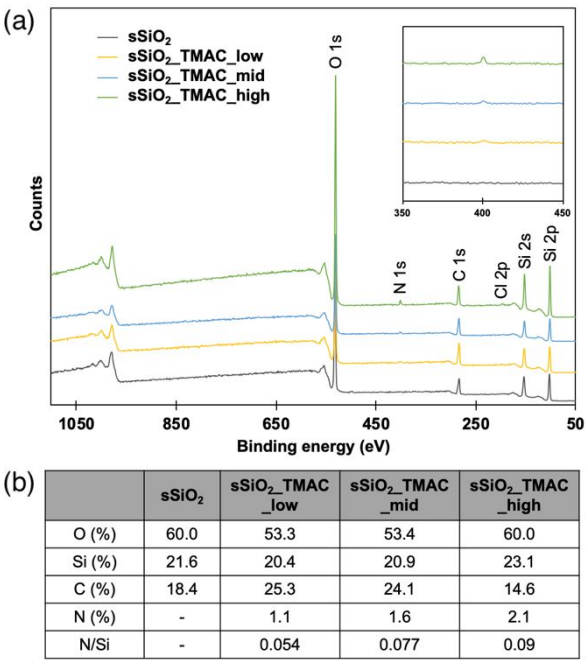 (a)
sSiO₂
sSiO₂_TMAC_low
sSiO₂_TMAC_mid
sSiO₂_TMAC_high
O 1s
N 1s
C 1s
Cl 2p
Si 2s
Si 2p
350 400 450
Counts
1050 850 650 450 250 50
Binding energy (eV)
(b)
sSiO₂ sSiO₂_TMAC_low sSiO₂_TMAC_mid sSiO₂_TMAC_high
O (%) 60.0 53.3 53.4 60.0
Si (%) 21.6 20.4 20.9 23.1
C (%) 18.4 25.3 24.1 14.6
N (%) - 1.1 1.6 2.1
N/Si - 0.054 0.077 0.09